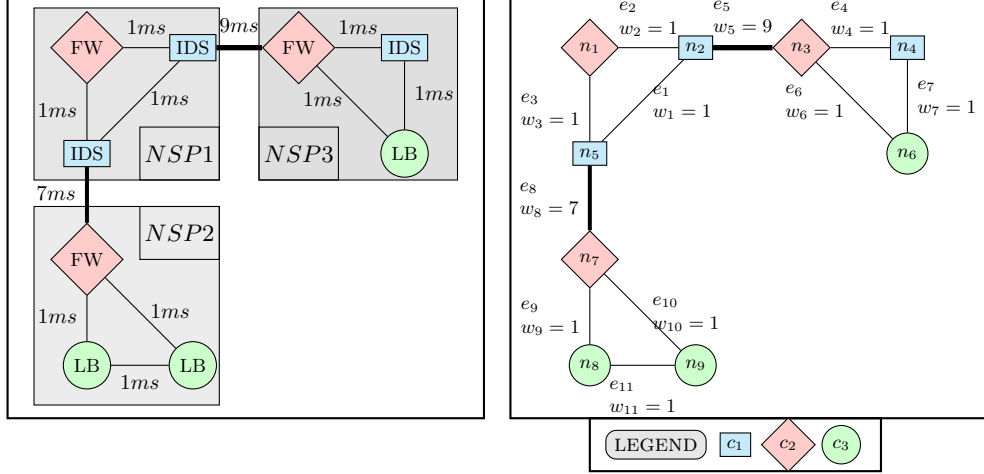 1ms
9ms
1ms
FW
IDS
FW
IDS
1ms
1ms
1ms
1ms
IDS
NSP1
NSP3
LB
7ms
NSP2
FW
1ms
1ms
LB
LB
1ms
e₂
w₂ = 1
e₅
w₅ = 9
e₄
w₄ = 1
n₁
n₂
n₃
n₄
e₃
w₃ = 1
e₁
w₁ = 1
e₆
w₆ = 1
e₇
w₇ = 1
n₅
n₆
e₈
w₈ = 7
n₇
e₉
w₉ = 1
e₁₀
w₁₀ = 1
n₈
n₉
e₁₁
w₁₁ = 1
LEGEND
c₁
c₂
c₃